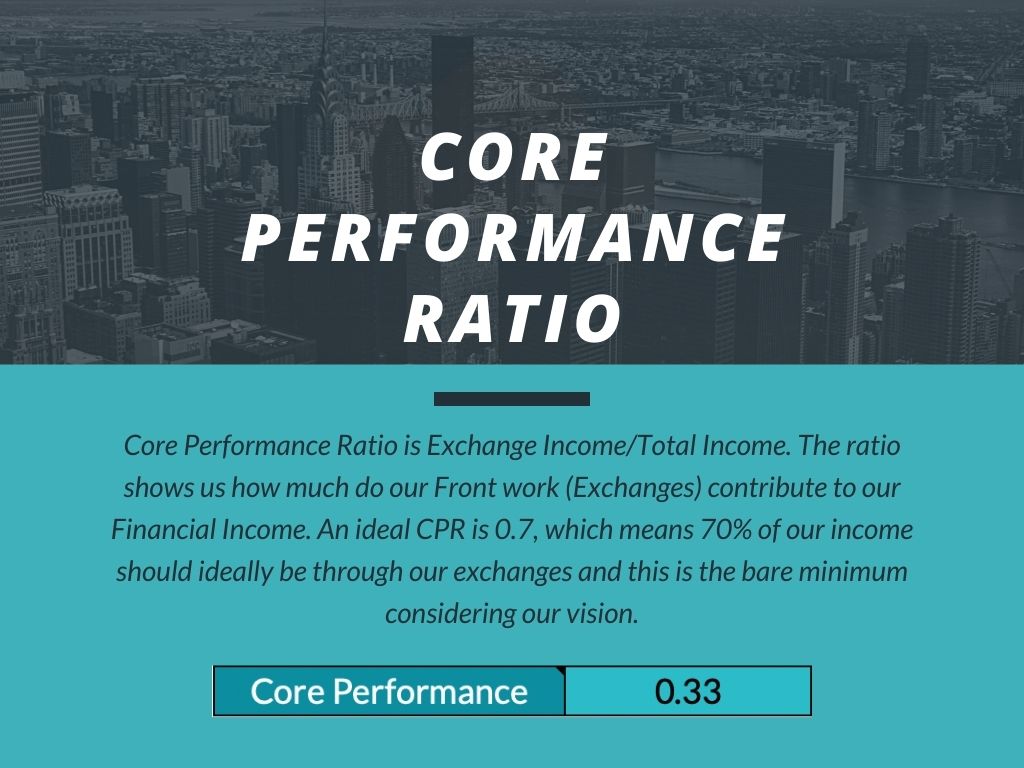 CORE
PERFORMANCE
RATIO
Core Performance Ratio is Exchange Income/Total Income. The ratio
shows us how much do our Front work (Exchanges) contribute to our
Financial Income. An ideal CPR is 0.7, which means 70% of our income
should ideally be through our exchanges and this is the bare minimum
considering our vision.
Core Performance 0.33